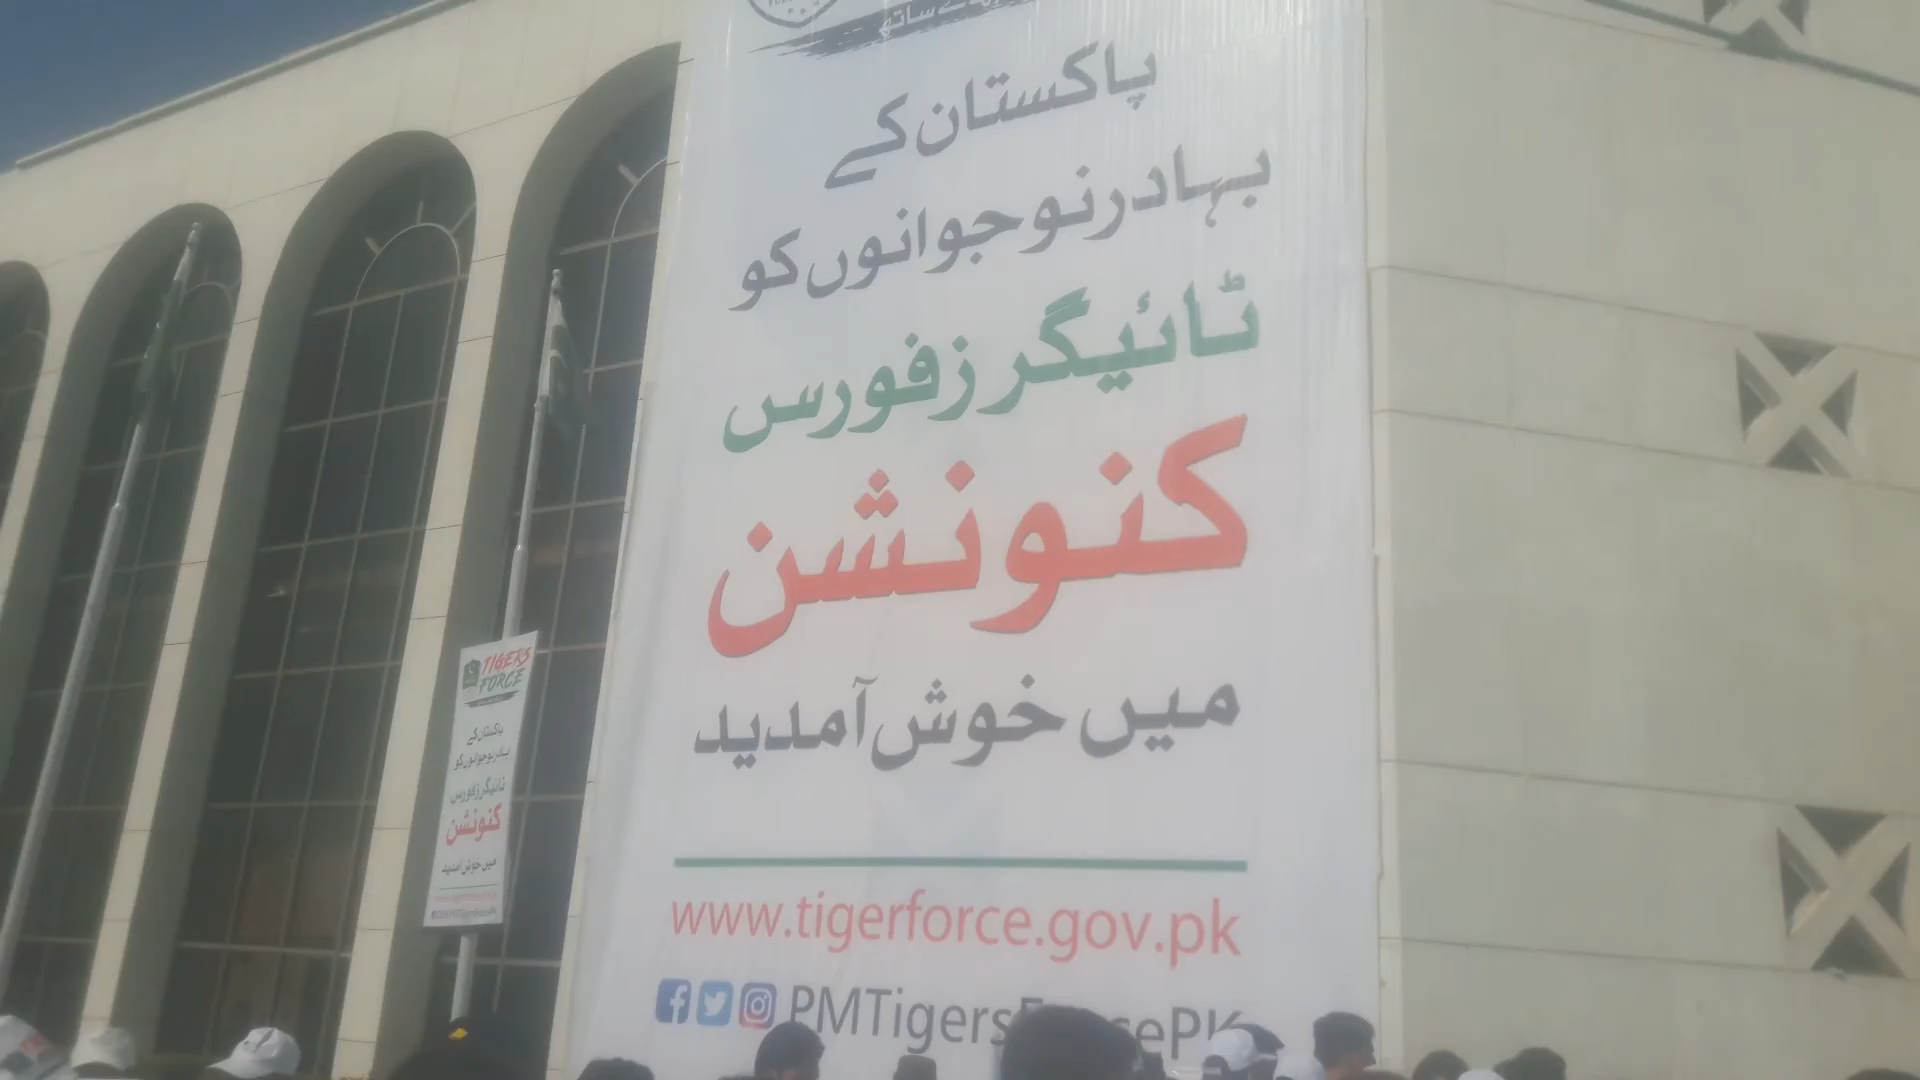 پاکستان کے
بہادر نوجوانوں کو
ٹائیگرز فورس
کنونشن
میں خوش آمدید
www.tigerforce.gov.pk
TIGERS
FORCE
پاکستان کے
بہادر نوجوانوں کو
ٹائیگرز فورس
کنونشن
میں خوش آمدید